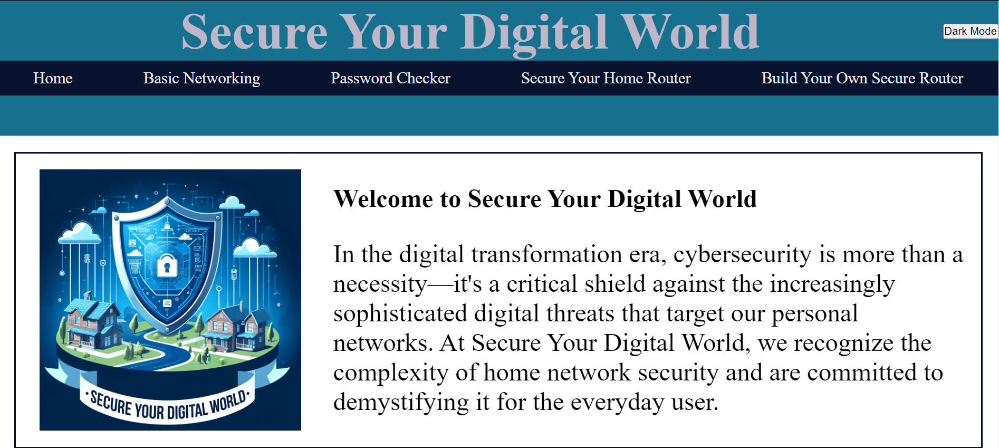 Secure Your Digital World
Dark Mode
Home
Basic Networking
Password Checker
Secure Your Home Router
Build Your Own Secure Router
Welcome to Secure Your Digital World
In the digital transformation era, cybersecurity is more than a
necessity—it's a critical shield against the increasingly
sophisticated digital threats that target our personal
networks. At Secure Your Digital World, we recognize the
complexity of home network security and are committed to
demystifying it for the everyday user.
·SECURE YOUR DIGITAL WORLD·